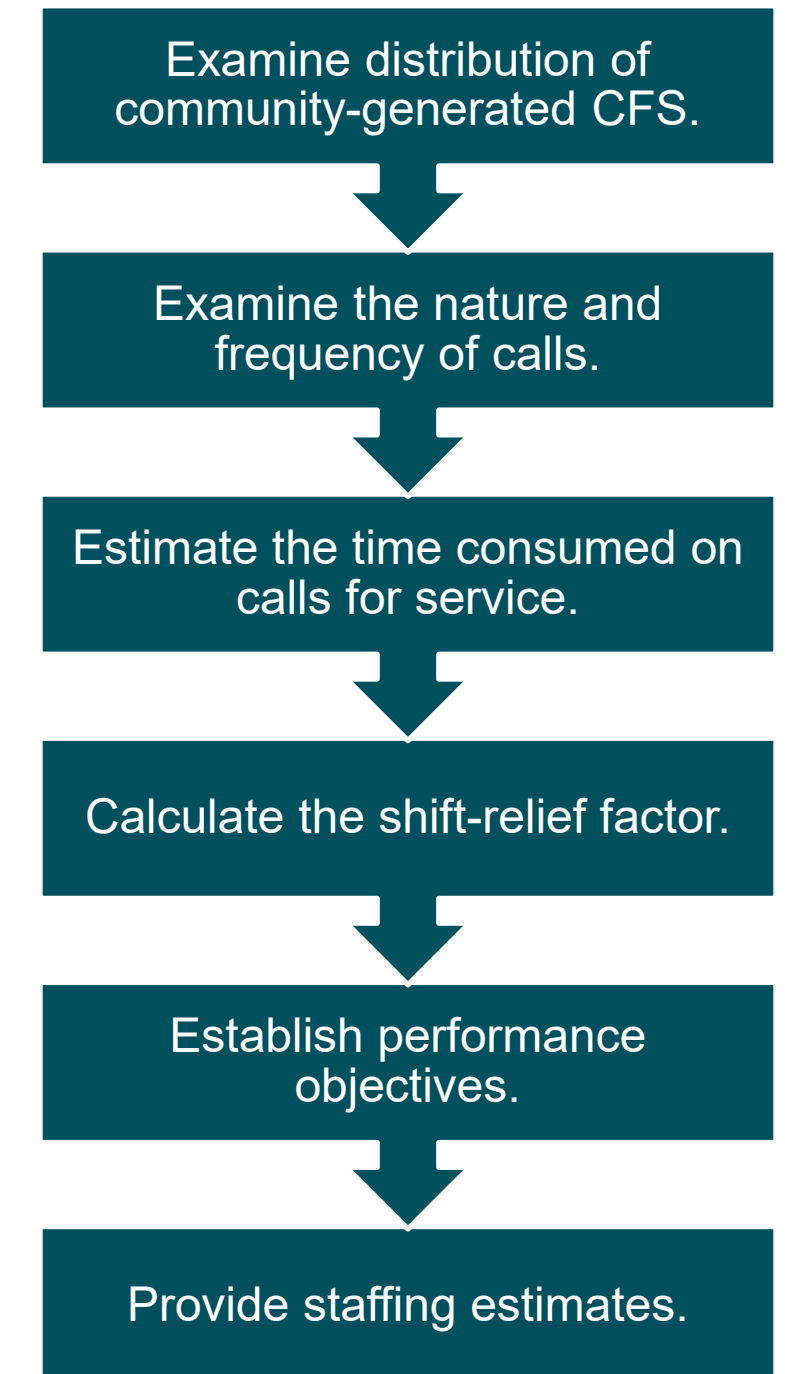 Examine distribution of
community-generated CFS.
Examine the nature and
frequency of calls.
Estimate the time consumed on
calls for service.
Calculate the shift-relief factor.
Establish performance
objectives.
Provide staffing estimates.